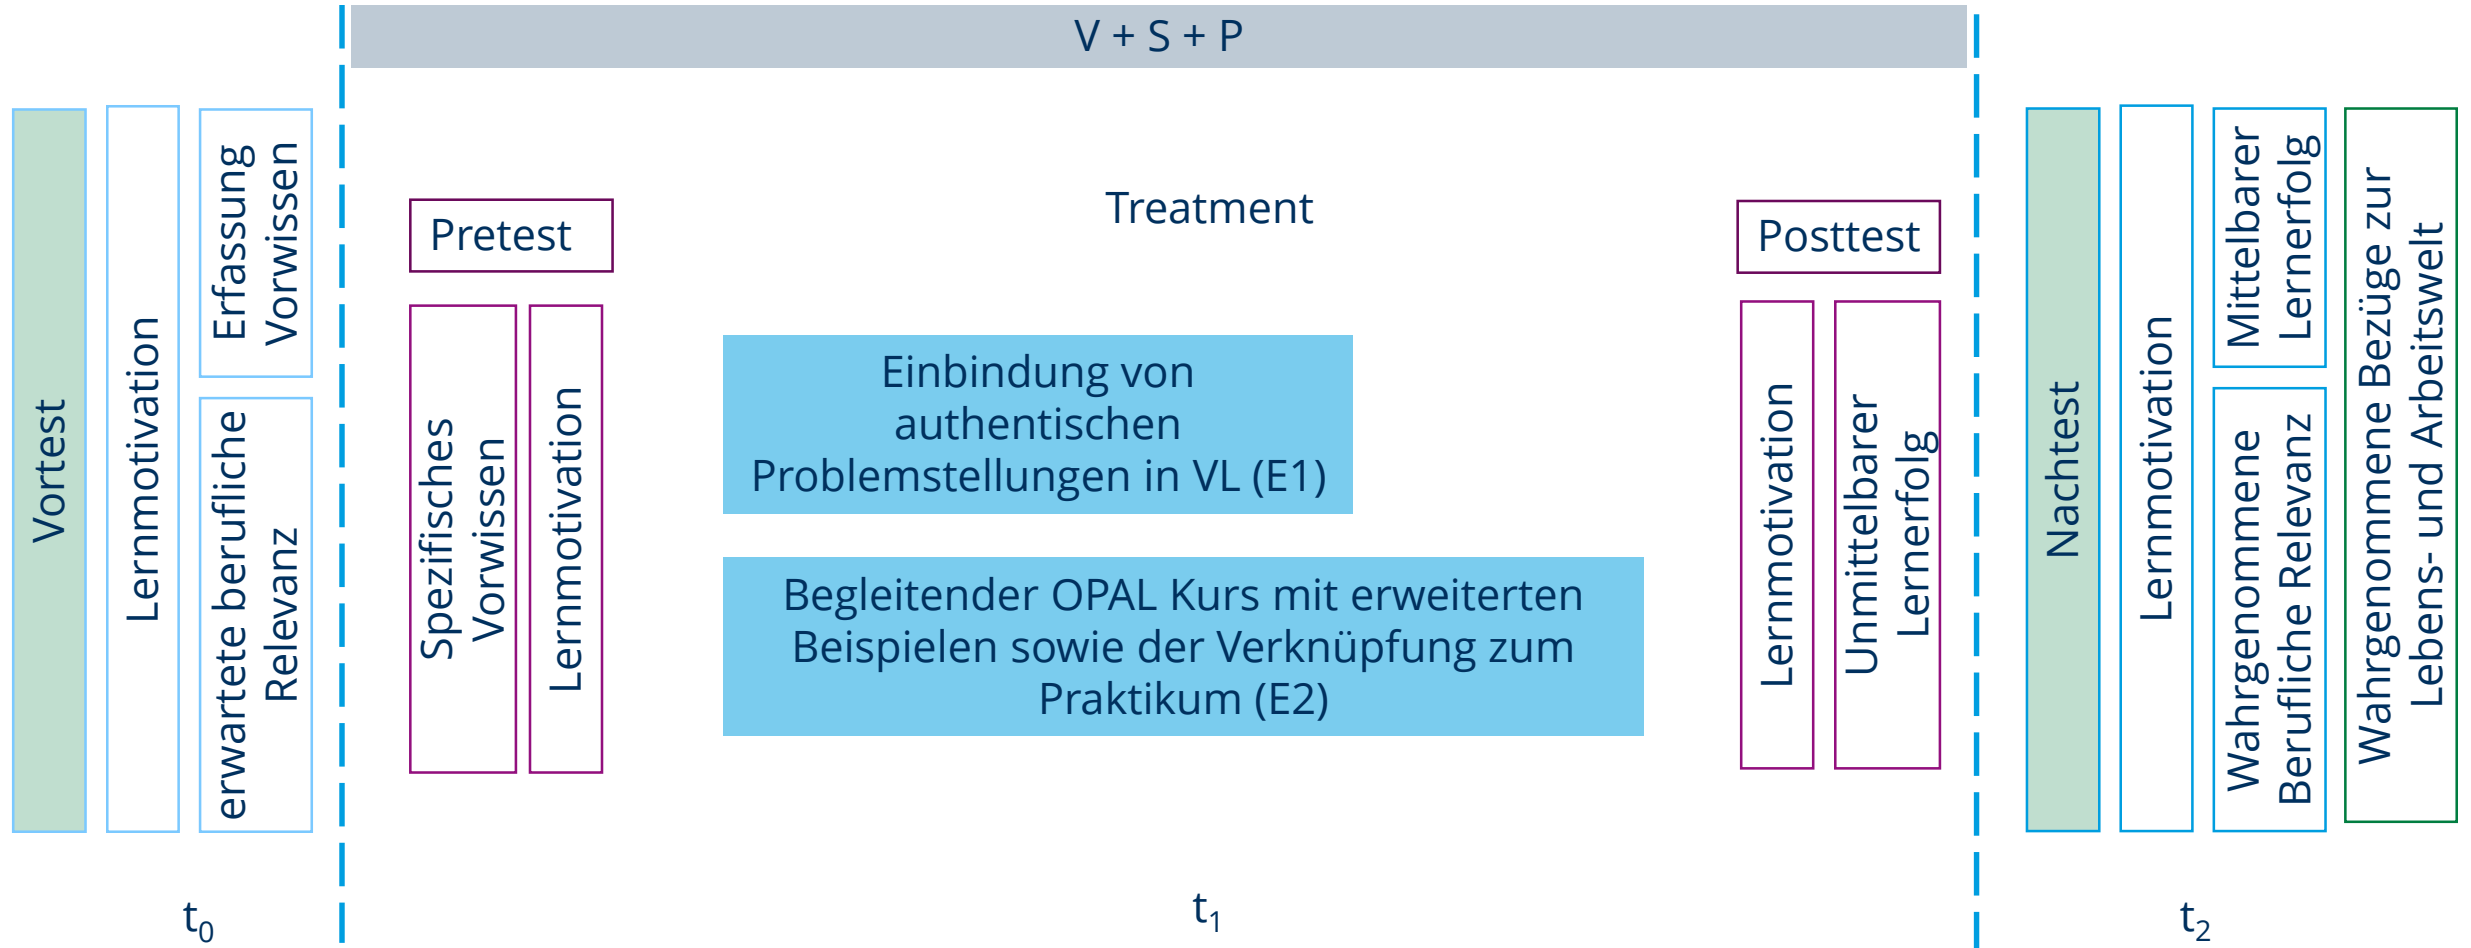 V + S + P
Vortest
Lernmotivation
Erfassung
Vorwissen
erwartete berufliche
Relevanz
t0
Pretest
Spezifisches
Vorwissen
Lernmotivation
Treatment
Einbindung von
authentischen
Problemstellungen in VL (E1)
Begleitender OPAL Kurs mit erweiterten
Beispielen sowie der Verknüpfung zum
Praktikum (E2)
Posttest
Lernmotivation
Unmittelbarer
Lernerfolg
t1
Nachtest
Lernmotivation
Mittelbarer
Lernerfolg
Wahrgenommene
Berufliche Relevanz
Wahrgenommene Bezüge zur
Lebens- und Arbeitswelt
t2